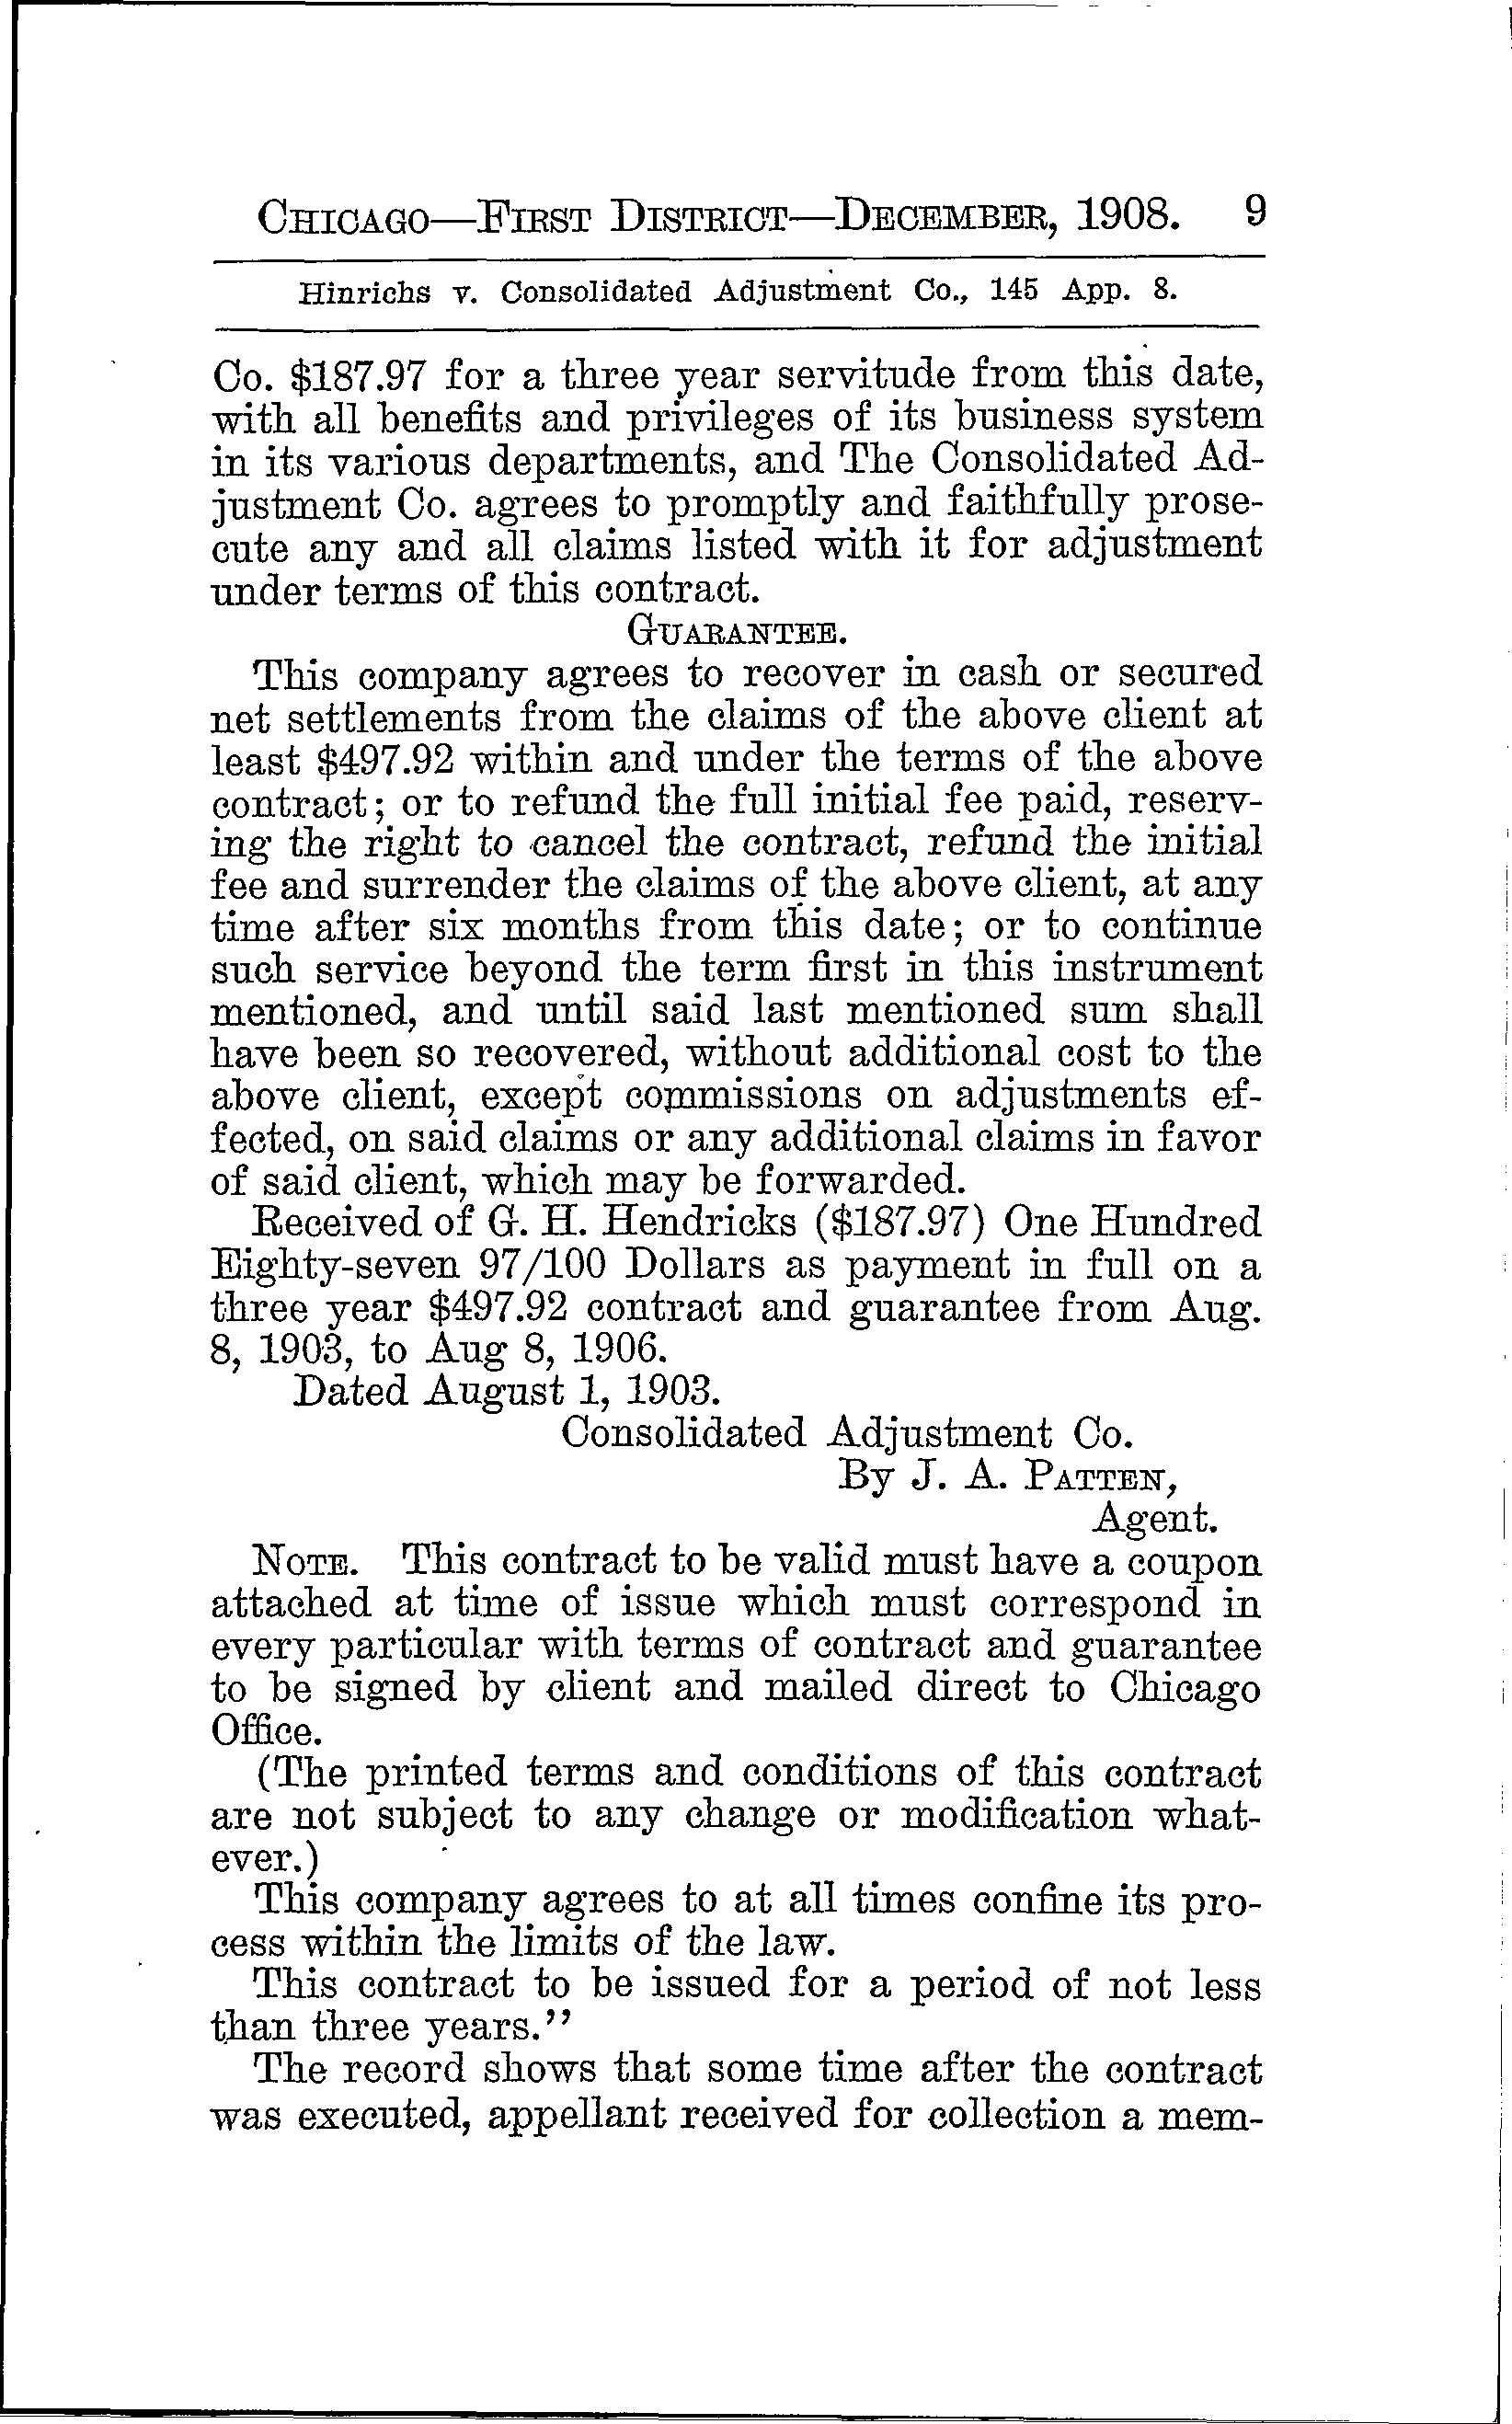 CHICAGO—FIRST DISTRICT—DECEMBER, 1908. 9
Hinrichs v. Consolidated Adjustment Co., 145 App. 8.
Co. $187.97 for a three year servitude from this date,
with all benefits and privileges of its business system
in its various departments, and The Consolidated Ad-
justment Co. agrees to promptly and faithfully prose-
cute any and all claims listed with it for adjustment
under terms of this contract.
GUARANTEE.
This company agrees to recover in cash or secured
net settlements from the claims of the above client at
least $497.92 within and under the terms of the above
contract; or to refund the full initial fee paid, reserv-
ing the right to cancel the contract, refund the initial
fee and surrender the claims of the above client, at any
time after six months from this date; or to continue
such service beyond the term first in this instrument
mentioned, and until said last mentioned sum shall
have been so recovered, without additional cost to the
above client, except commissions on adjustments ef-
fected, on said claims or any additional claims in favor
of said client, which may be forwarded.
Received of G. H. Hendricks ($187.97) One Hundred
Eighty-seven 97/100 Dollars as payment in full on a
three year $497.92 contract and guarantee from Aug.
8, 1903, to Aug 8, 1906.
Dated August 1, 1903.
Consolidated Adjustment Co.
By J. A. PATTEN,
Agent.
NOTE. This contract to be valid must have a coupon
attached at time of issue which must correspond in
every particular with terms of contract and guarantee
to be signed by client and mailed direct to Chicago
Office.
(The printed terms and conditions of this contract
are not subject to any change or modification what-
ever.)
This company agrees to at all times confine its pro-
cess within the limits of the law.
This contract to be issued for a period of not less
than three years.”
The record shows that some time after the contract
was executed, appellant received for collection a mem-